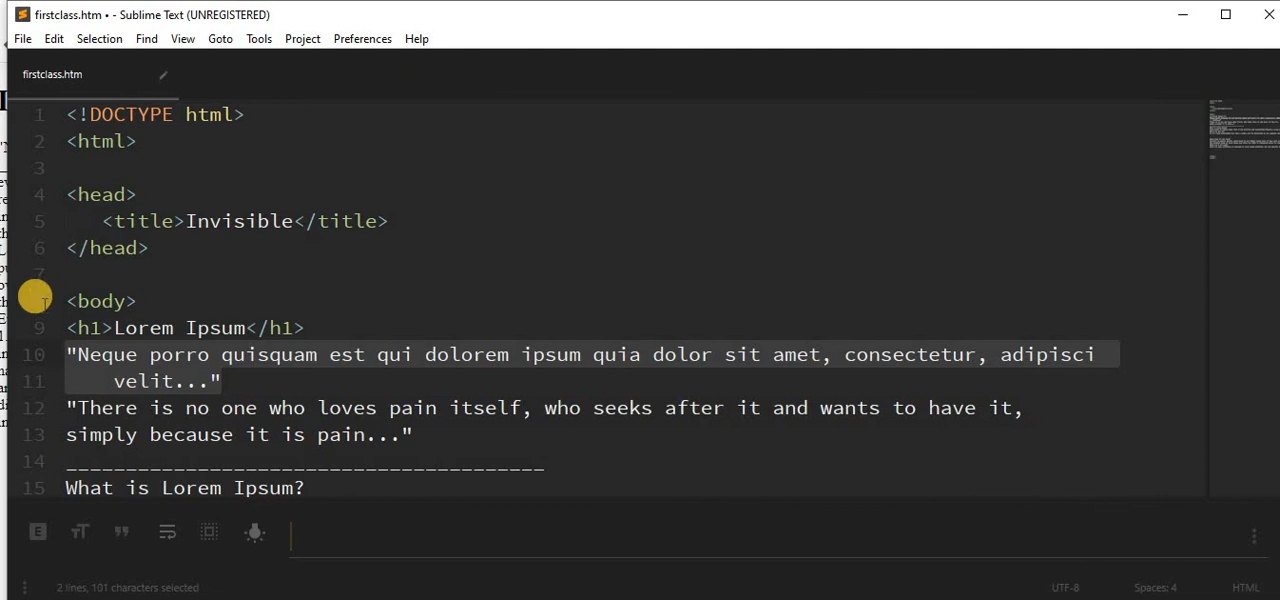 firstclass.htm • - Sublime Text (UNREGISTERED)
File Edit Selection Find View Goto Tools Project Preferences Help
firstclass.htm
1 <!DOCTYPE html>
2 <html>
3
4 <head>
5 <title>Invisible</title>
6 </head>
7
<body>
9 <h1>Lorem Ipsum</h1>
10 "Neque porro quisquam est qui dolorem ipsum quia dolor sit amet, consectetur, adipisci
11 velit..."
12 "There is no one who loves pain itself, who seeks after it and wants to have it,
13 simply because it is pain..."
14 ________________________________________
15 What is Lorem Ipsum?
2 lines, 101 characters selected UTF-8 Spaces: 4 HTML